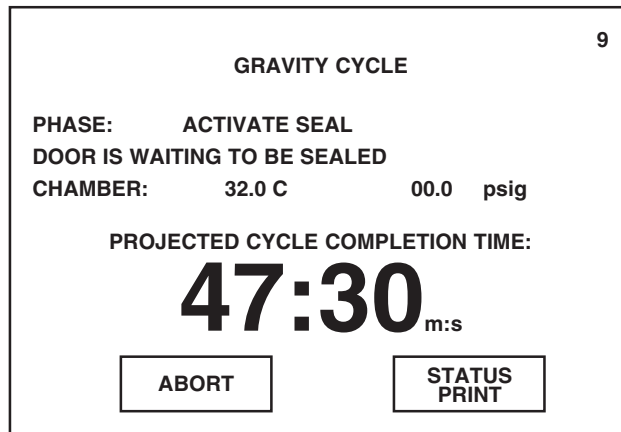 9
GRAVITY CYCLE
PHASE: ACTIVATE SEAL
DOOR IS WAITING TO BE SEALED
CHAMBER: 32.0 C 00.0 psig
PROJECTED CYCLE COMPLETION TIME:
47:30 m:s
ABORT
STATUS
PRINT